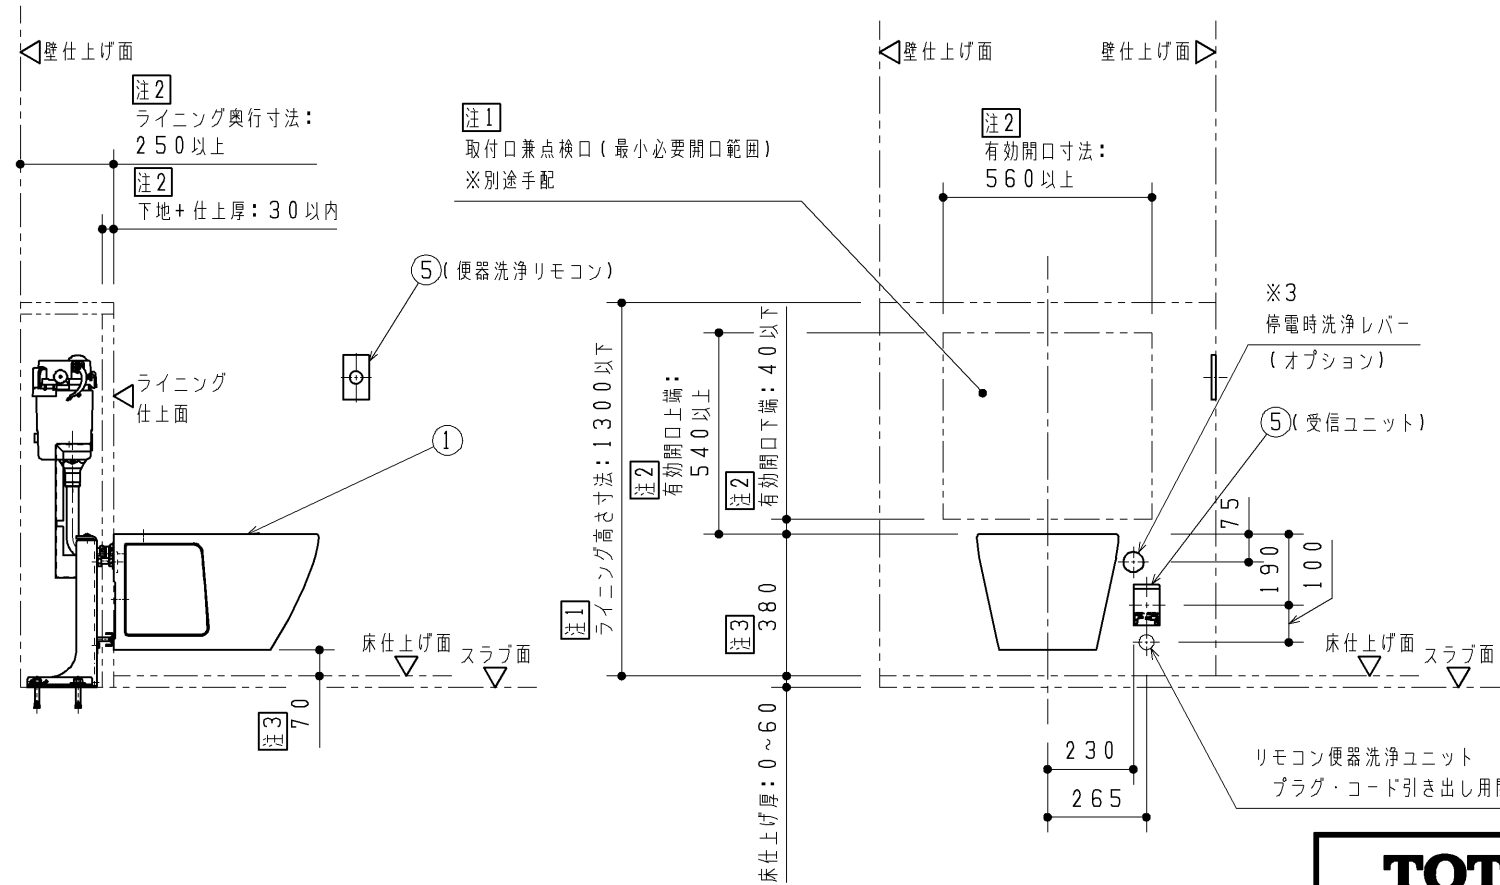 壁仕上げ面
注2
ライニング奥行寸法:
250以上
注2
下地+仕上厚:30以内
注1
取付口兼点検口(最小必要開口範囲)
※別途手配
⑤(便器洗浄リモコン)
ライニング
仕上面
①
床仕上げ面
スラブ面
注3
70
壁仕上げ面
壁仕上げ面
注2
有効開口寸法:
560以上
注1
ライニング高さ寸法:1300以下
注2
有効開口上端:
540以上
注2
有効開口下端:40以下
注3
380
床仕上げ厚:0~60
※3
停電時洗浄レバー
(オプション)
⑤(受信ユニット)
75
190
100
床仕上げ面
スラブ面
230
265
リモコン便器洗浄ユニット
プラグ・コード引き出し用
TOT